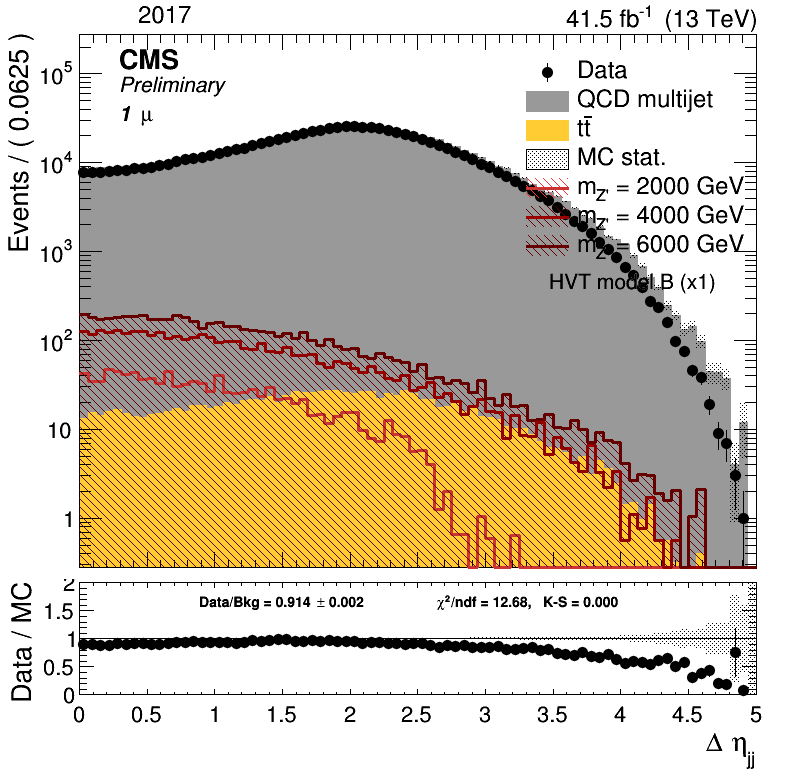 2017
41.5 fb⁻¹ (13 TeV)
Events / ( 0.0625 )
CMS
Preliminary
1 μ
Data
QCD multijet
tt̄
MC stat.
m_Z' = 2000 GeV
m_Z' = 4000 GeV
m_Z' = 6000 GeV
HVT model B (x1)
10⁵
10⁴
10³
10²
10
1
Data / MC
Data/Bkg = 0.914 ± 0.002
χ²/ndf = 12.68, K-S = 0.000
2
1.5
1
0.5
0
0 0.5 1 1.5 2 2.5 3 3.5 4 4.5 5
Δ η_jj